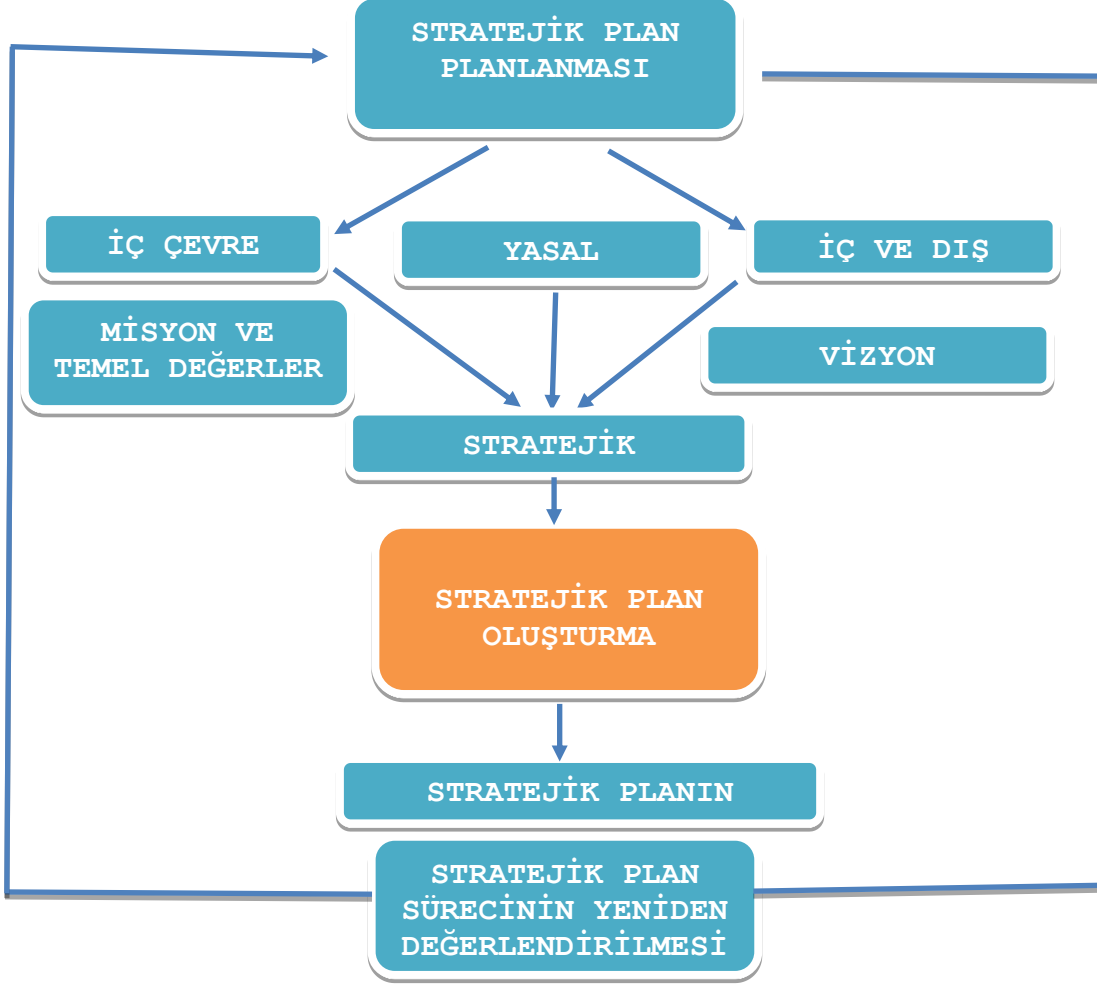 STRATEJİK PLAN
PLANLANMASI
İÇ ÇEVRE
YASAL
İÇ VE DIŞ
MİSYON VE
TEMEL DEĞERLER
VİZYON
STRATEJİK
STRATEJİK PLAN
OLUŞTURMA
STRATEJİK PLANIN
STRATEJİK PLAN
SÜRECİNİN YENİDEN
DEĞERLENDİRİLMESİ